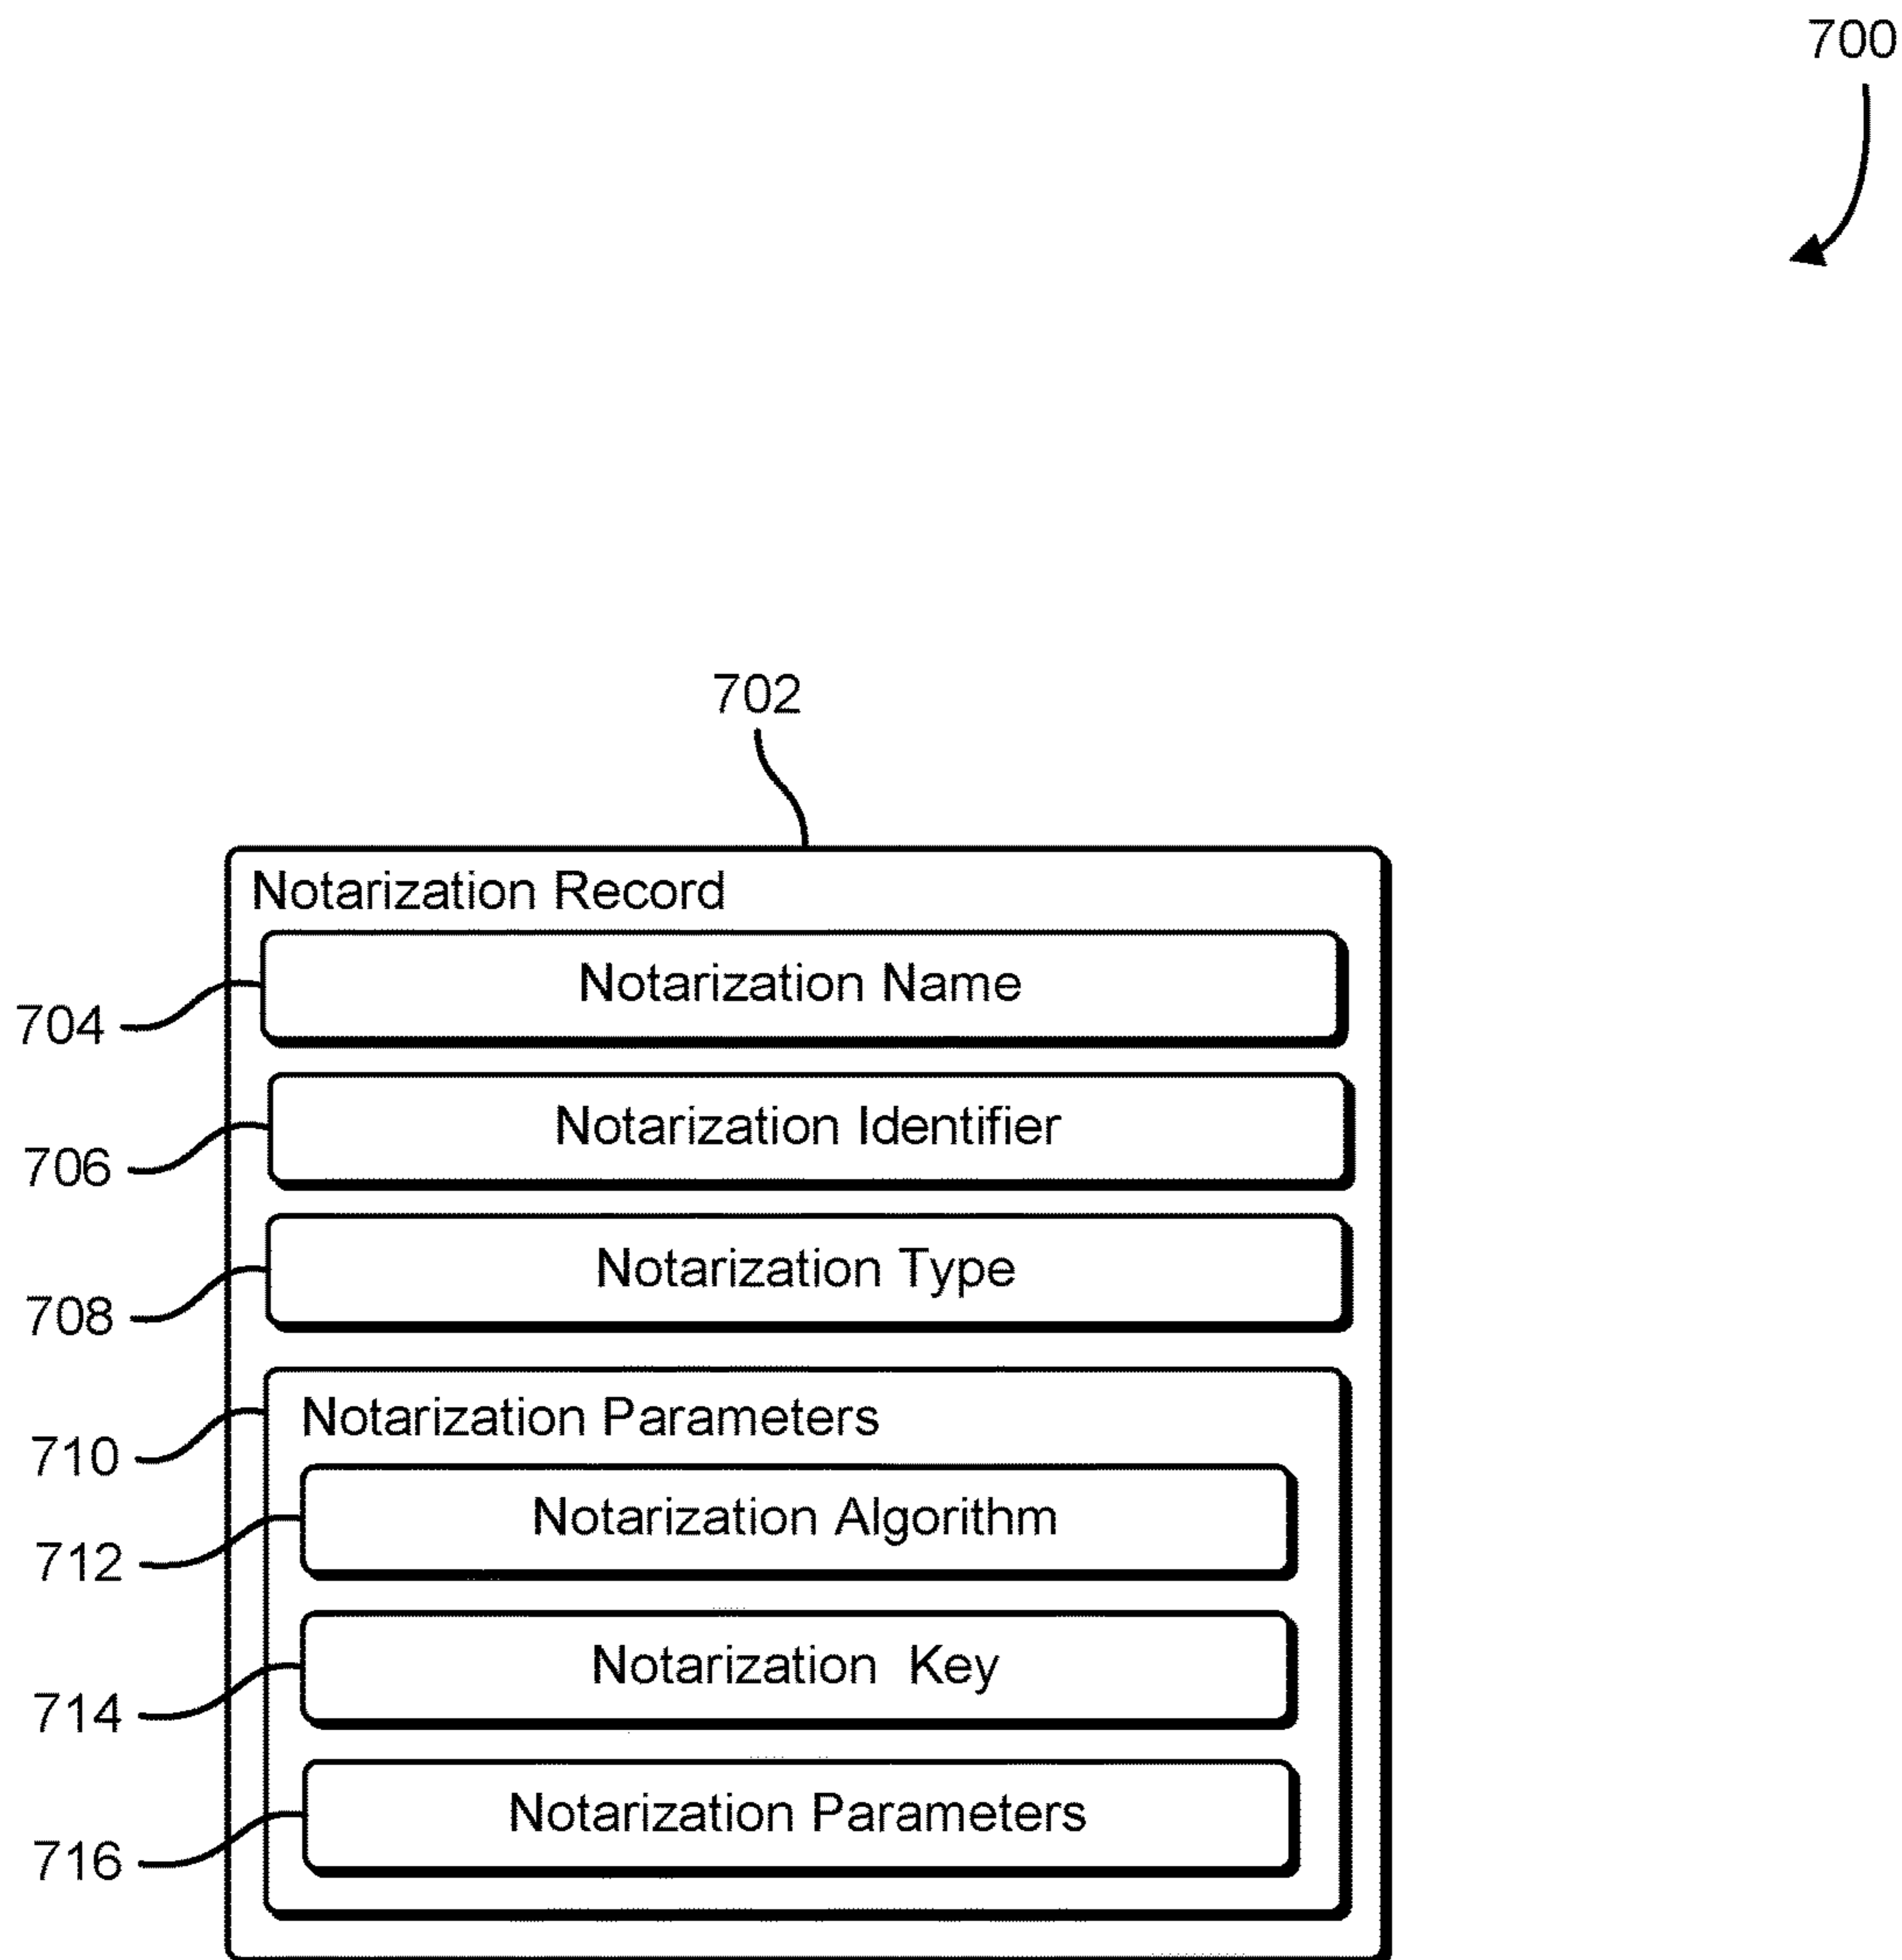 700
702
Notarization Record
Notarization Name
704
Notarization Identifier
706
Notarization Type
708
Notarization Parameters
710
Notarization Algorithm
712
Notarization Key
714
Notarization Parameters
716